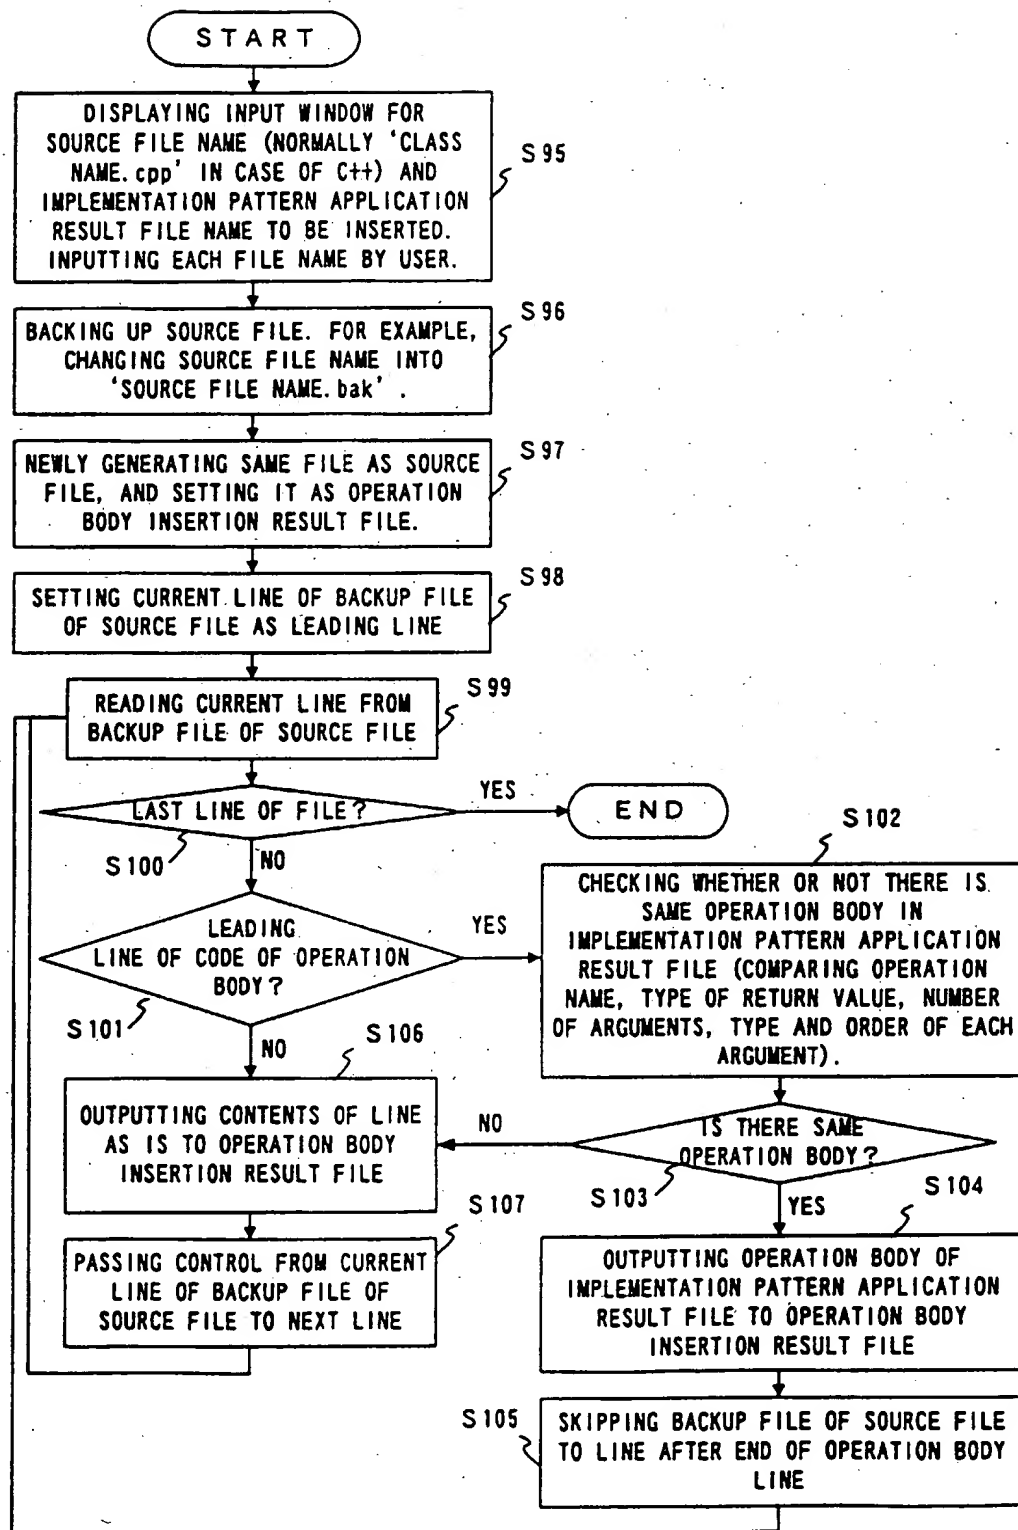 START
DISPLAYING INPUT WINDOW FOR
SOURCE FILE NAME (NORMALLY 'CLASS
NAME.cpp' IN CASE OF C++) AND
IMPLEMENTATION PATTERN APPLICATION
RESULT FILE NAME TO BE INSERTED.
INPUTTING EACH FILE NAME BY USER.
S95
BACKING UP SOURCE FILE. FOR EXAMPLE,
CHANGING SOURCE FILE NAME INTO
'SOURCE FILE NAME.bak' .
S96
NEWLY GENERATING SAME FILE AS SOURCE
FILE, AND SETTING IT AS OPERATION
BODY INSERTION RESULT FILE.
S97
SETTING CURRENT LINE OF BACKUP FILE
OF SOURCE FILE AS LEADING LINE
S98
READING CURRENT LINE FROM
BACKUP FILE OF SOURCE FILE
S99
LAST LINE OF FILE?
YES
END
S100
NO
LEADING
LINE OF CODE OF OPERATION
BODY?
YES
S101
NO
S102
CHECKING WHETHER OR NOT THERE IS
SAME OPERATION BODY IN
IMPLEMENTATION PATTERN APPLICATION
RESULT FILE (COMPARING OPERATION
NAME, TYPE OF RETURN VALUE, NUMBER
OF ARGUMENTS, TYPE AND ORDER OF EACH
ARGUMENT).
S106
OUTPUTTING CONTENTS OF LINE
AS IS TO OPERATION BODY
INSERTION RESULT FILE
NO
IS THERE SAME
OPERATION BODY?
S103
YES
S107
PASSING CONTROL FROM CURRENT
LINE OF BACKUP FILE OF
SOURCE FILE TO NEXT LINE
S104
OUTPUTTING OPERATION BODY OF
IMPLEMENTATION PATTERN APPLICATION
RESULT FILE TO OPERATION BODY
INSERTION RESULT FILE
S105
SKIPPING BACKUP FILE OF SOURCE FILE
TO LINE AFTER END OF OPERATION BODY
LINE